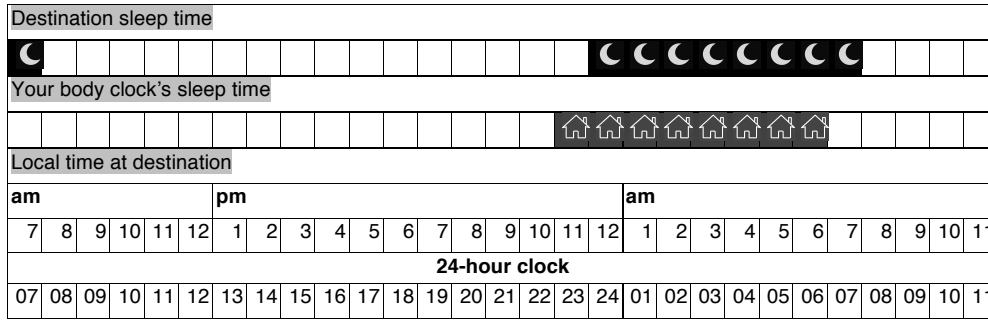 Destination sleep time
Your body clock's sleep time
Local time at destination
am pm am
7 8 9 10 11 12 1 2 3 4 5 6 7 8 9 10 11 12 1 2 3 4 5 6 7 8 9 10 11
24-hour clock
07 08 09 10 11 12 13 14 15 16 17 18 19 20 21 22 23 24 01 02 03 04 05 06 07 08 09 10 11